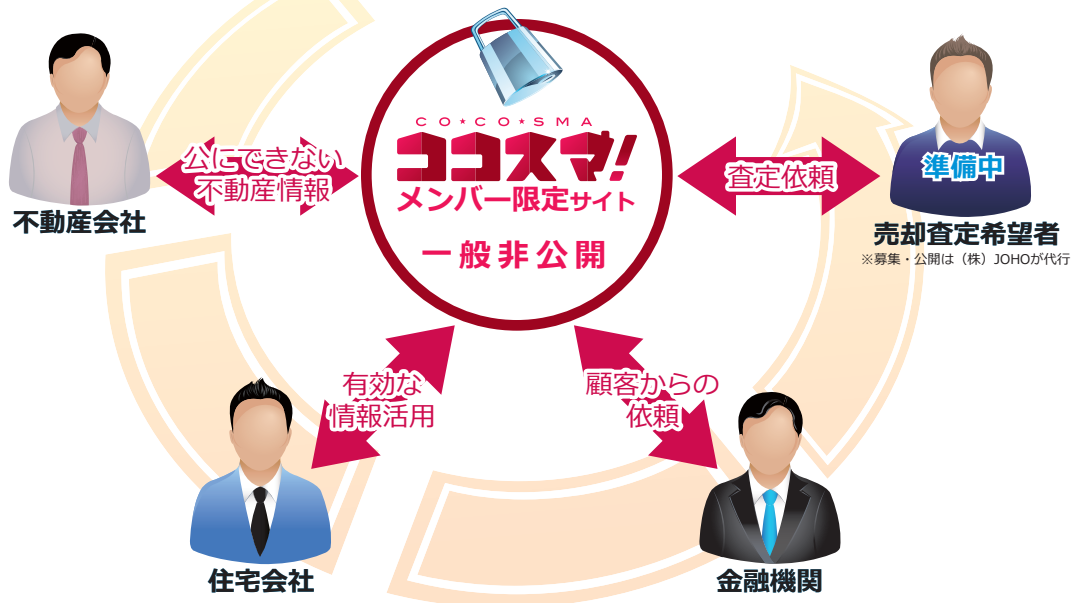 CO★CO★SMA
ココスマ!
メンバー限定サイト
一般非公開
公にできない
不動産情報
不動産会社
査定依頼
準備中
売却査定希望者
※募集・公開は（株）JOHOが代行
有効な
情報活用
住宅会社
顧客からの
依頼
金融機関